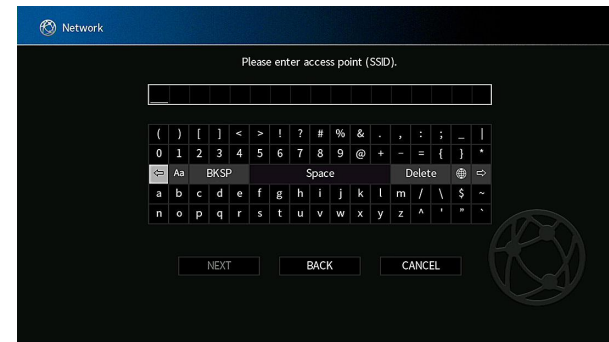 Network
Please enter access point (SSID).
( ) [ ] < > ! ? # % & . , : ; _ |
0 1 2 3 4 5 6 7 8 9 @ + - = { } *
⇦ Aa BKSP Space Delete ⇨
a b c d e f g h i j k l m / \ $ ~
n o p q r s t u v w x y z ^ ' " `
NEXT BACK CANCEL